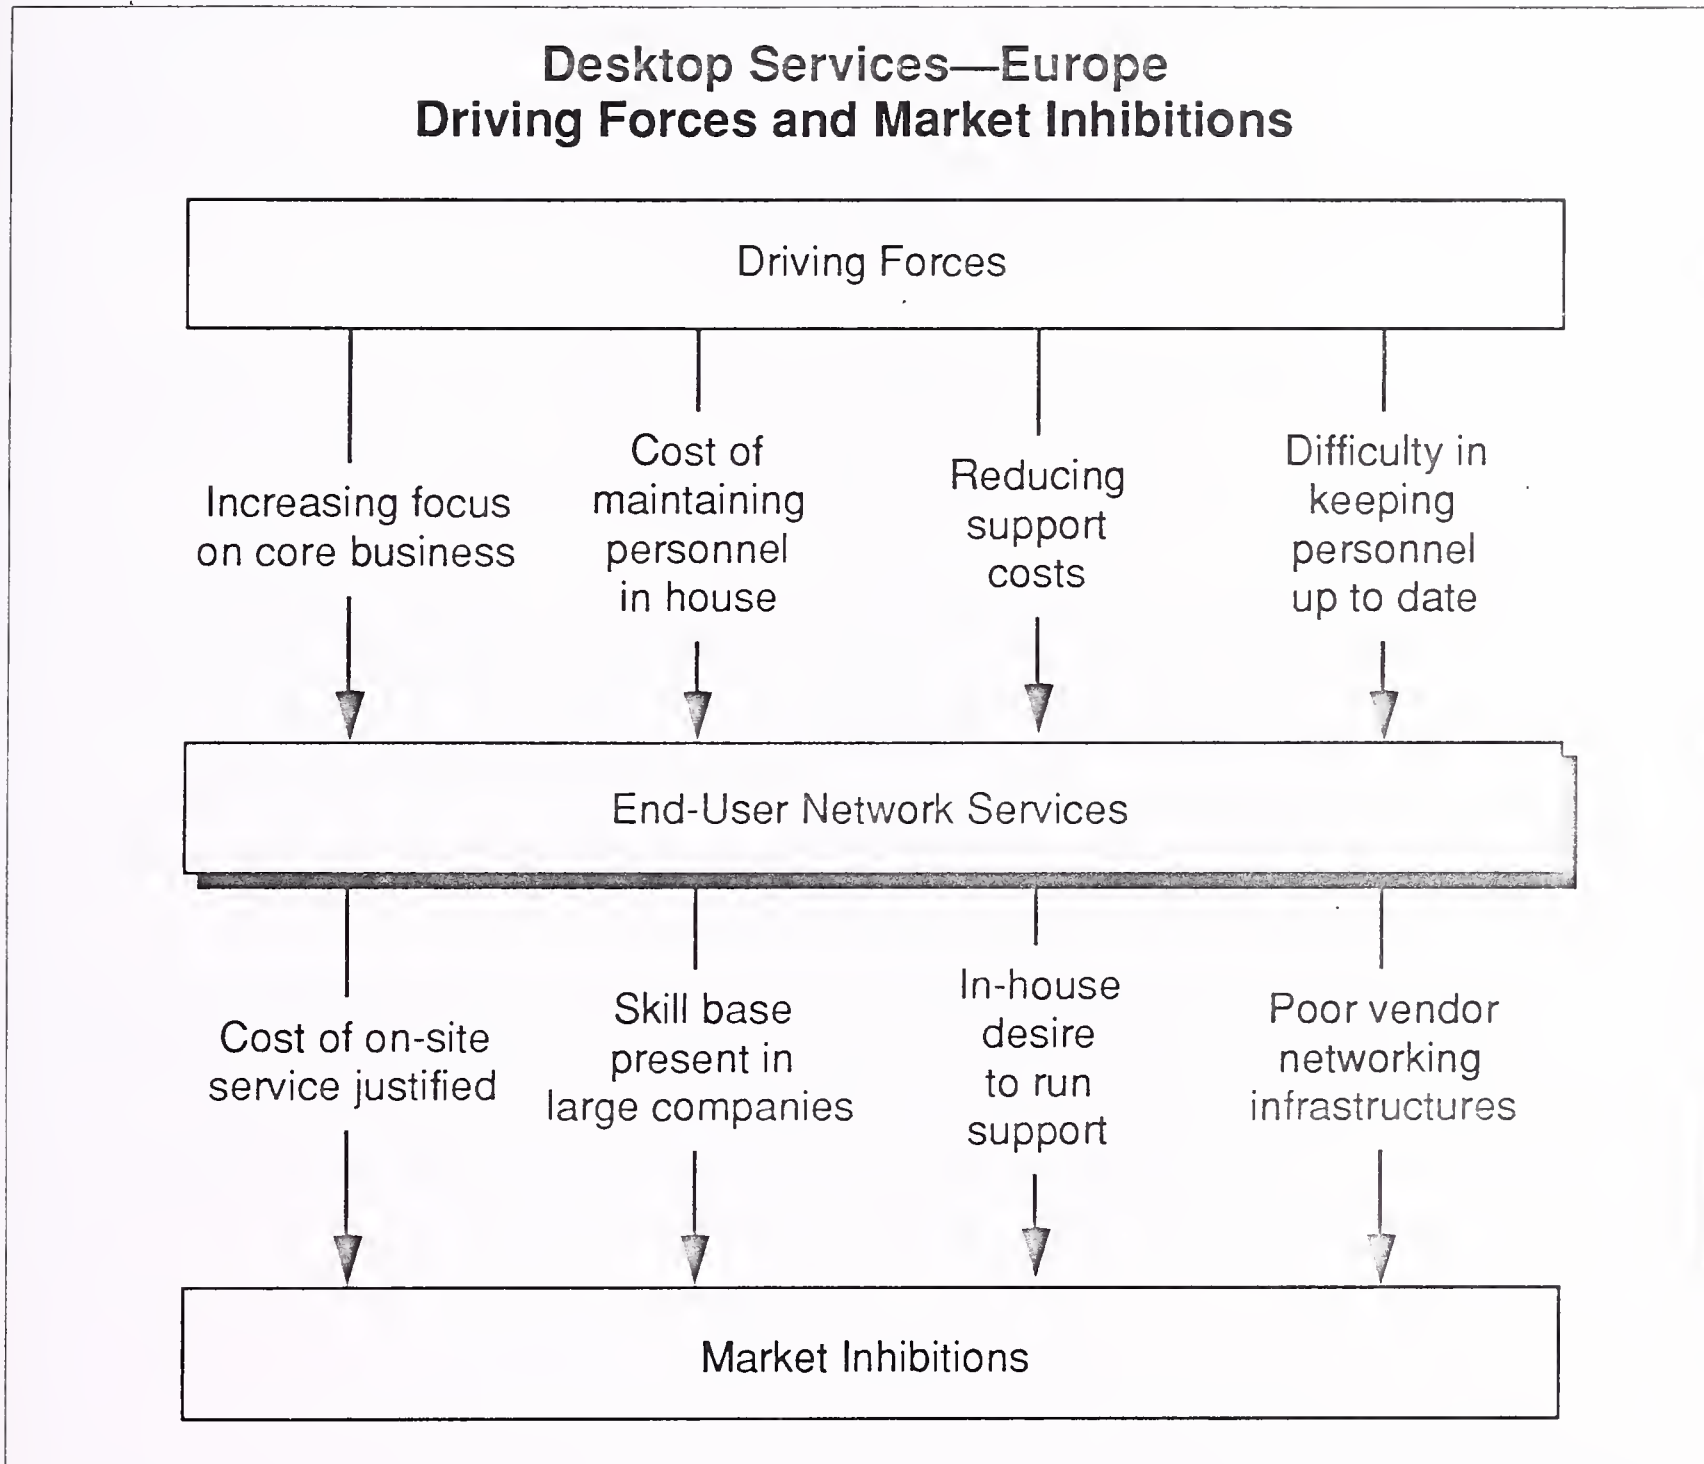 Desktop Services—Europe
Driving Forces and Market Inhibitions
Driving Forces
Increasing focus
on core business
Cost of
maintaining
personnel
in house
Reducing
support
costs
Difficulty in
keeping
personnel
up to date
End-User Network Services
Cost of on-site
service justified
Skill base
present in
large companies
In-house
desire
to run
support
Poor vendor
networking
infrastructures
Market Inhibitions